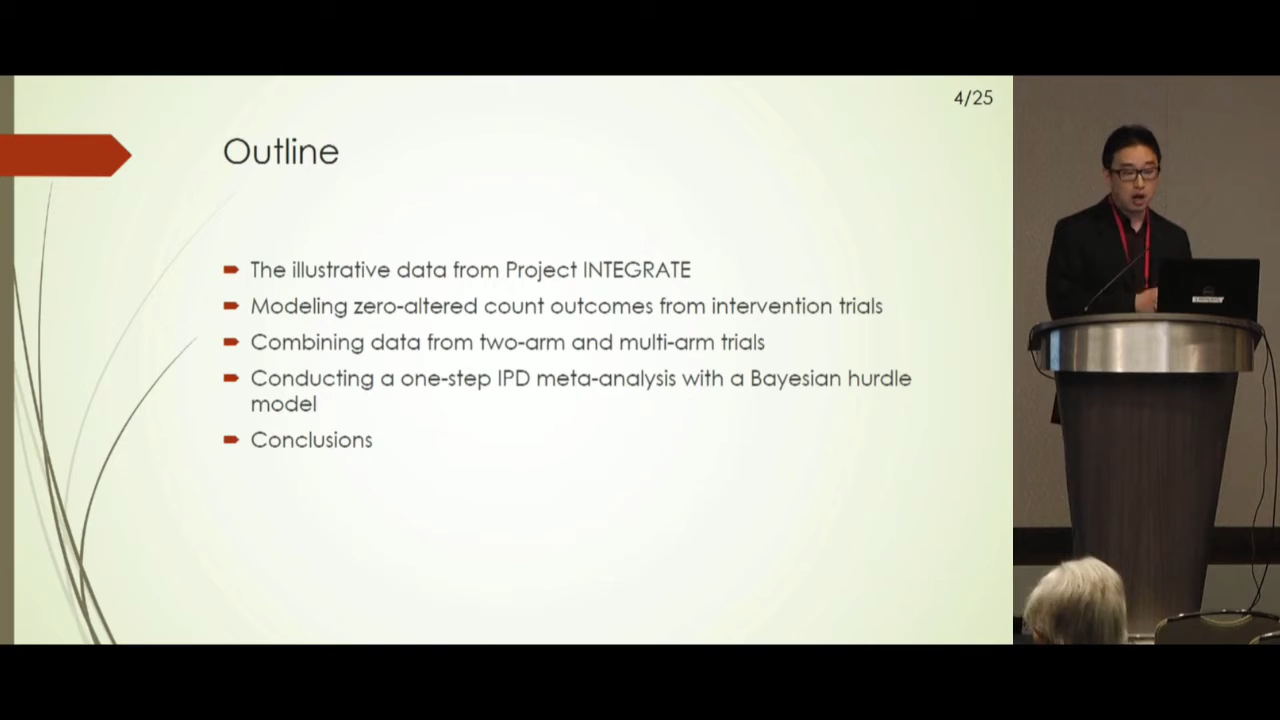 4/25
Outline
The illustrative data from Project INTEGRATE
Modeling zero-altered count outcomes from intervention trials
Combining data from two-arm and multi-arm trials
Conducting a one-step IPD meta-analysis with a Bayesian hurdle
model
Conclusions